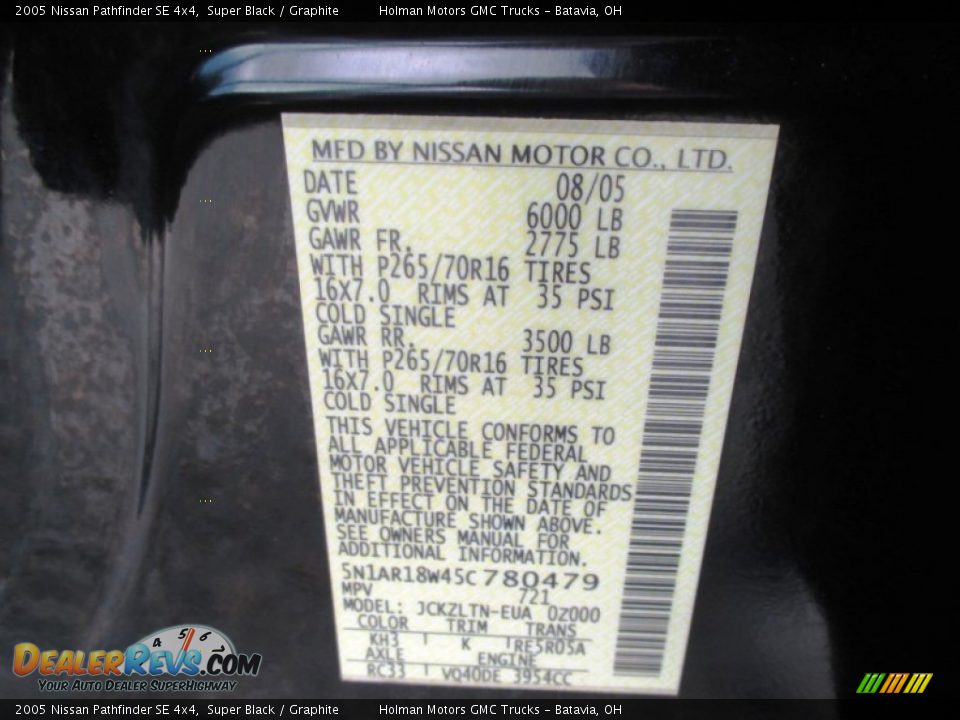 2005 Nissan Pathfinder SE 4x4, Super Black / Graphite Holman Motors GMC Trucks - Batavia, OH
MFD BY NISSAN MOTOR CO., LTD.
DATE 08/05
GVWR 6000 LB
GAWR FR. 2775 LB
WITH P265/70R16 TIRES
16X7.0 RIMS AT 35 PSI
COLD SINGLE
GAWR RR. 3500 LB
WITH P265/70R16 TIRES
16X7.0 RIMS AT 35 PSI
COLD SINGLE
THIS VEHICLE CONFORMS TO
ALL APPLICABLE FEDERAL
MOTOR VEHICLE SAFETY AND
THEFT PREVENTION STANDARDS
IN EFFECT ON THE DATE OF
MANUFACTURE SHOWN ABOVE.
SEE OWNERS MANUAL FOR
ADDITIONAL INFORMATION.
5N1AR18W45C780479
MPV 721
MODEL: JCKZLTN-EUA 0Z000
COLOR TRIM TRANS
KH3 K RE5R05A
AXLE ENGINE
RC33 VQ40DE 3954CC
4 5 6
DEALERREVS.COM
YOUR AUTO DEALER SUPERHIGHWAY
2005 Nissan Pathfinder SE 4x4, Super Black / Graphite Holman Motors GMC Trucks - Batavia, OH